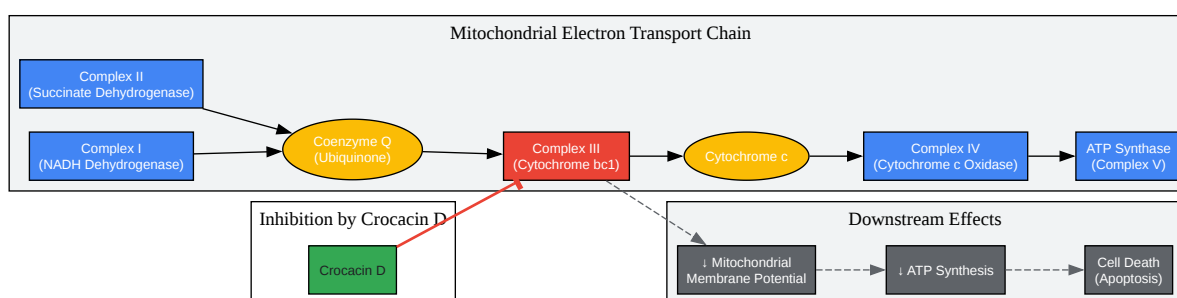 Mitochondrial Electron Transport Chain
Complex II
(Succinate Dehydrogenase)
Complex I
(NADH Dehydrogenase)
Coenzyme Q
(Ubiquinone)
Complex III
(Cytochrome bc1)
Cytochrome c
Complex IV
(Cytochrome c Oxidase)
ATP Synthase
(Complex V)
Inhibition by Crocacin D
Crocacin D
Downstream Effects
↓ Mitochondrial
Membrane Potential
↓ ATP Synthesis
Cell Death
(Apoptosis)